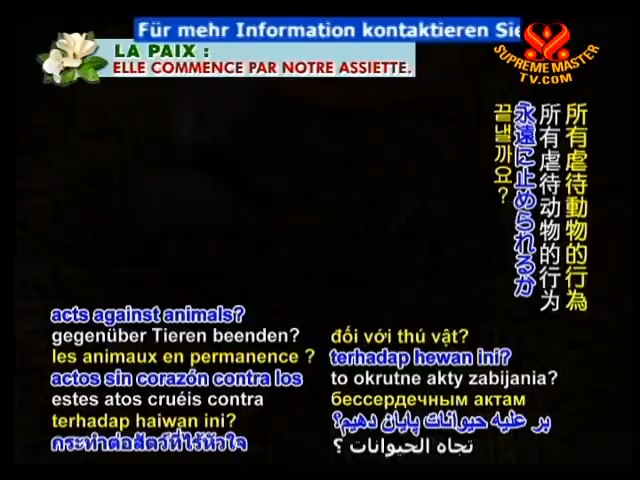 Für mehr Information kontaktieren Sie
LA PAIX :
ELLE COMMENCE PAR NOTRE ASSIETTE.
SUPREME MASTER
TV.COM
所有虐待動物的行為
所有虐待动物的行为
永遠に止められるか
끝낼까요?
acts against animals?
gegenüber Tieren beenden?
les animaux en permanence ?
actos sin corazón contra los
estes atos cruéis contra
terhadap haiwan ini?
กระทำต่อสัตว์ที่ไร้หัวใจ
đối với thú vật?
terhadap hewan ini?
to okrutne akty zabijania?
бессердечным актам
بر علیه حیوانات پایان دهیم؟
تجاه الحيوانات ؟